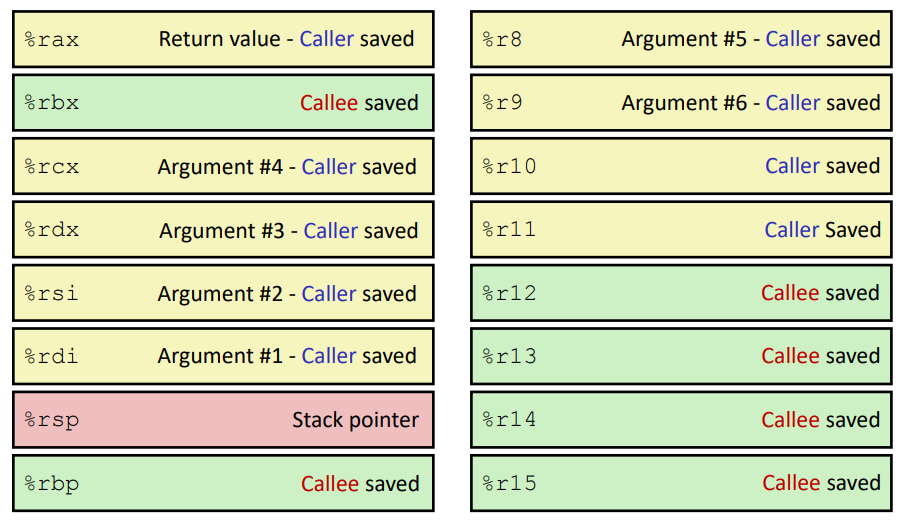 %rax Return value - Caller saved
%rbx Callee saved
%rcx Argument #4 - Caller saved
%rdx Argument #3 - Caller saved
%rsi Argument #2 - Caller saved
%rdi Argument #1 - Caller saved
%rsp Stack pointer
%rbp Callee saved
%r8 Argument #5 - Caller saved
%r9 Argument #6 - Caller saved
%r10 Caller saved
%r11 Caller Saved
%r12 Callee saved
%r13 Callee saved
%r14 Callee saved
%r15 Callee saved